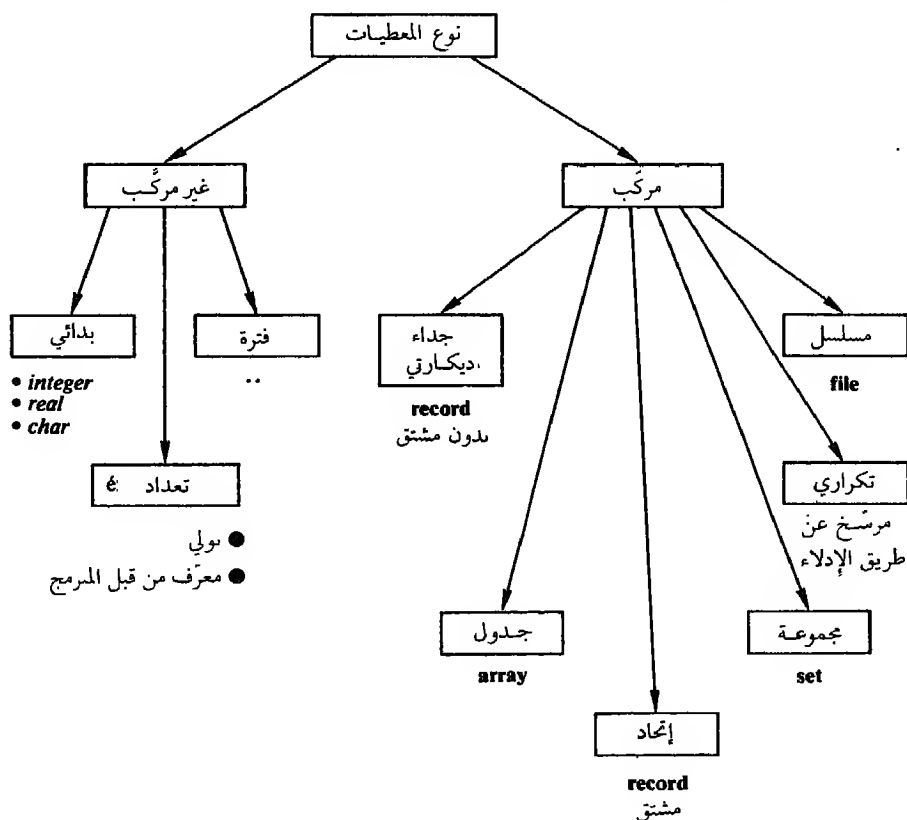 نوع المعطيات
غير مركَّب
مركَّب
بدائي
فترة
جداء
ديكارتي
مسلسل
• integer
• real
• char
..
record
بدون مشتق
file
تعداد é:
تكراري
● بولي
● معرّف من قبل المبرمج
مرسّخ عن
طريق الإدلاء
جدول
مجموعة
array
set
إتحاد
record
مشتق